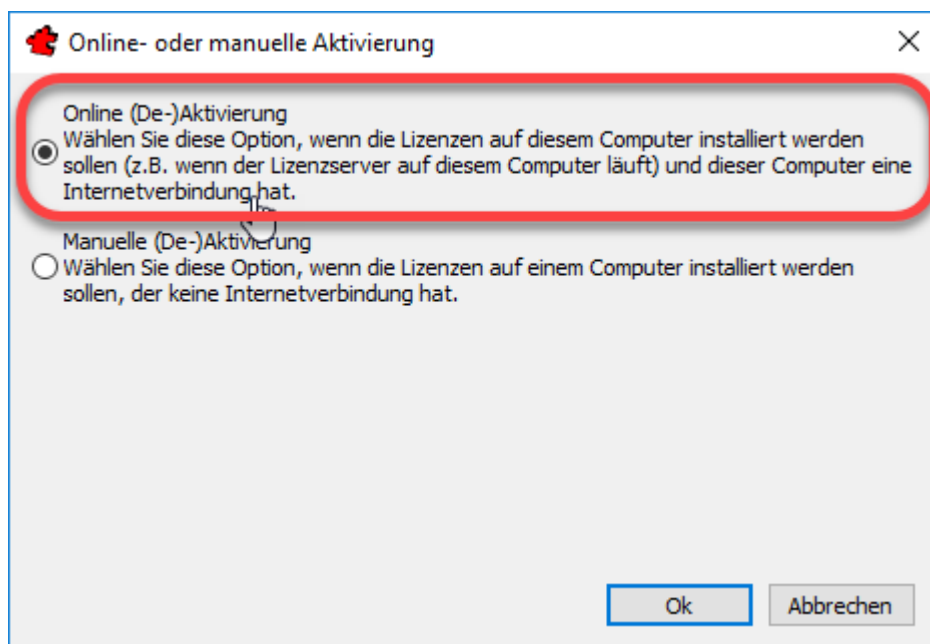 Online- oder manuelle Aktivierung
Online (De-)Aktivierung
Wählen Sie diese Option, wenn die Lizenzen auf diesem Computer installiert werden
sollen (z.B. wenn der Lizenzserver auf diesem Computer läuft) und dieser Computer eine
Internetverbindung hat.
Manuelle (De-)Aktivierung
Wählen Sie diese Option, wenn die Lizenzen auf einem Computer installiert werden
sollen, der keine Internetverbindung hat.
Ok Abbrechen